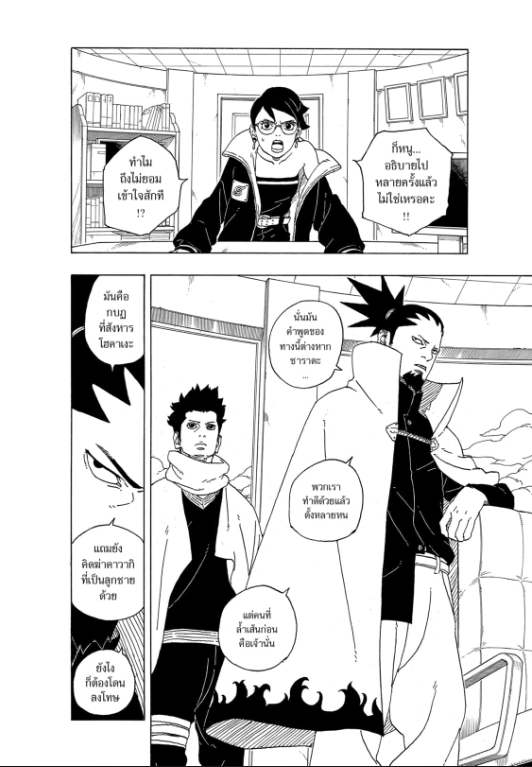 ก็หนู...
อธิบายไป
หลายครั้งแล้ว
ไม่ใช่เหรอคะ
!!
ทำไม
ถึงไม่ยอม
เข้าใจสักที
!?
นั่นมัน
คำพูดของ
ทางนี้ต่างหาก
ซาราดะ
...
พวกเรา
ทำดีด้วยแล้ว
ตั้งหลายหน
แต่คนที่
ล้ำเส้นก่อน
คือเจ้านั่น
มันคือ
กบฏ
ที่สังหาร
โฮคาเงะ
แถมยัง
คิดฆ่าคาวากิ
ที่เป็นลูกชาย
ด้วย
ยังไง
ก็ต้องโดน
ลงโทษ